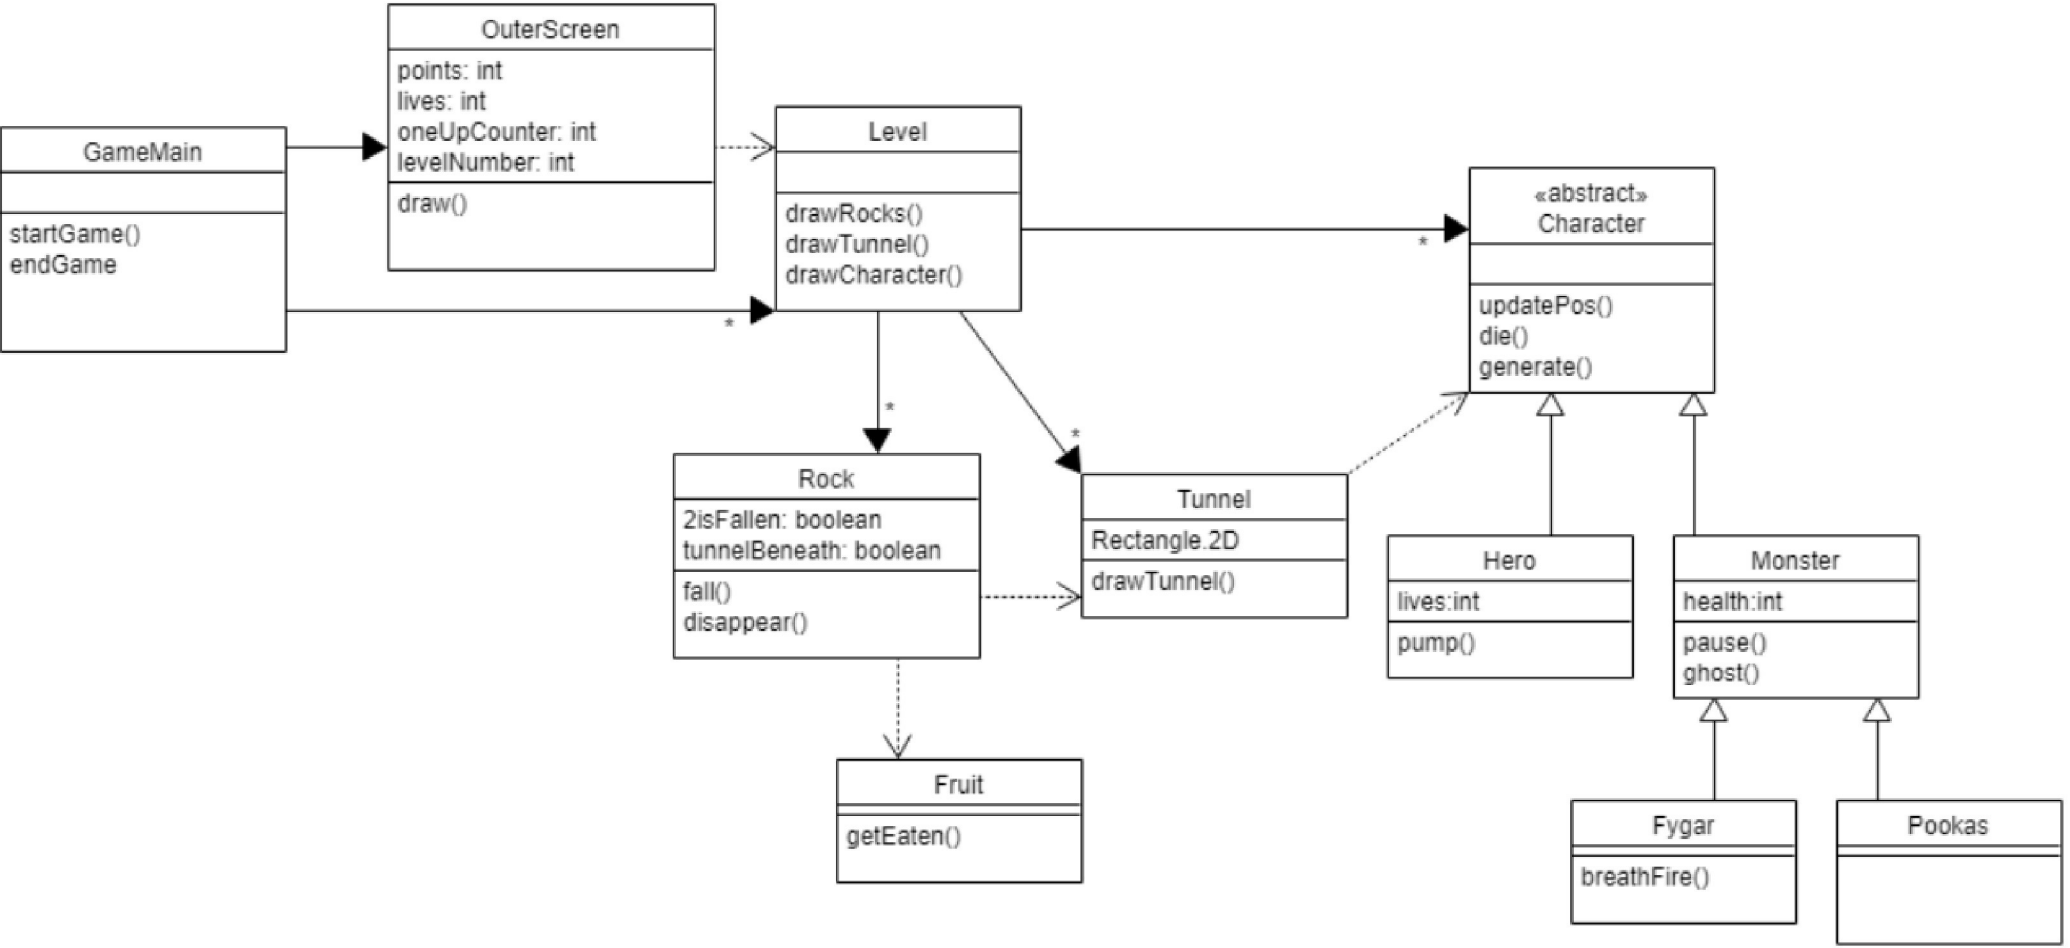 OuterScreen
points: int
lives: int
oneUpCounter: int
levelNumber: int
draw()
GameMain
startGame()
endGame
*
Level
drawRocks()
drawTunnel()
drawCharacter()
*
«abstract»
Character
updatePos()
die()
generate()
*
*
Rock
2isFallen: boolean
tunnelBeneath: boolean
fall()
disappear()
Tunnel
Rectangle.2D
drawTunnel()
Hero
lives:int
pump()
Monster
health:int
pause()
ghost()
Fruit
getEaten()
Fygar
breathFire()
Pookas